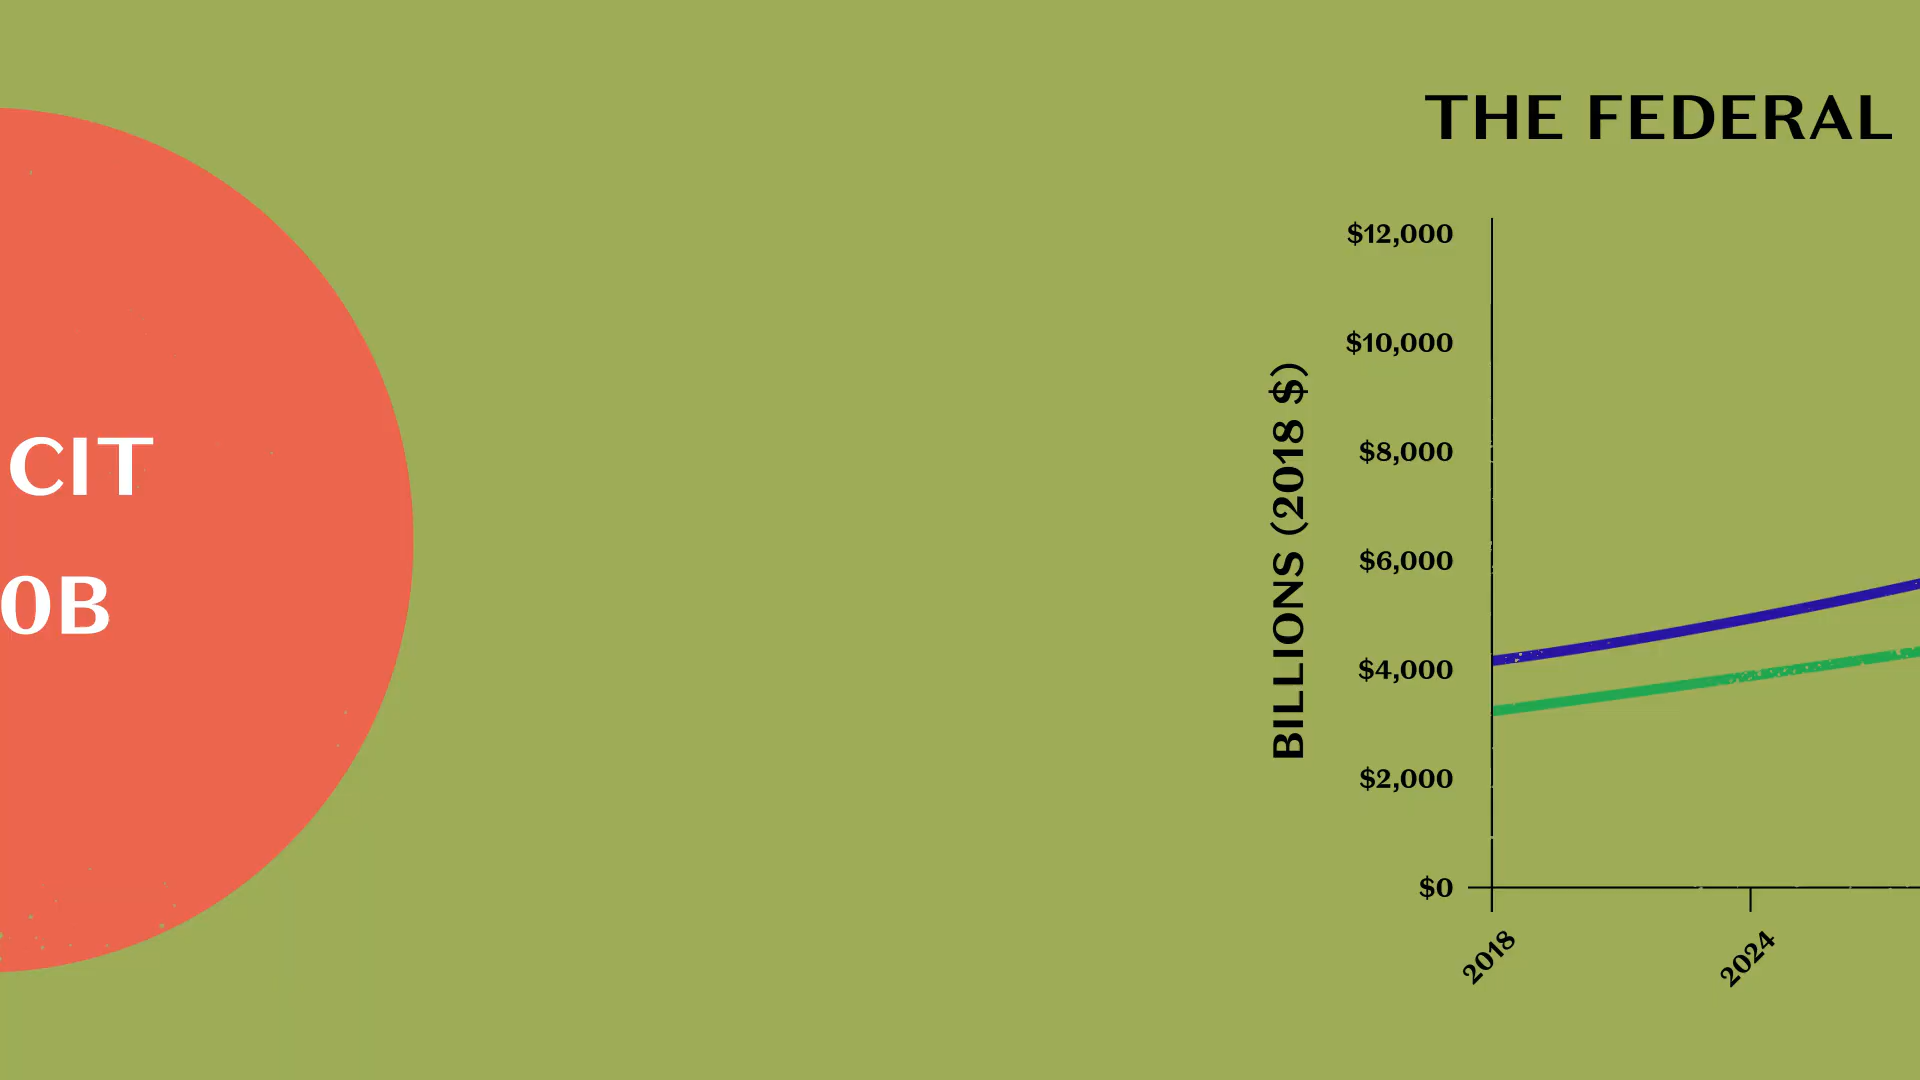 CIT
0B
THE FEDERAL
BILLIONS (2018 $)
$12,000
$10,000
$8,000
$6,000
$4,000
$2,000
$0
2018
2024